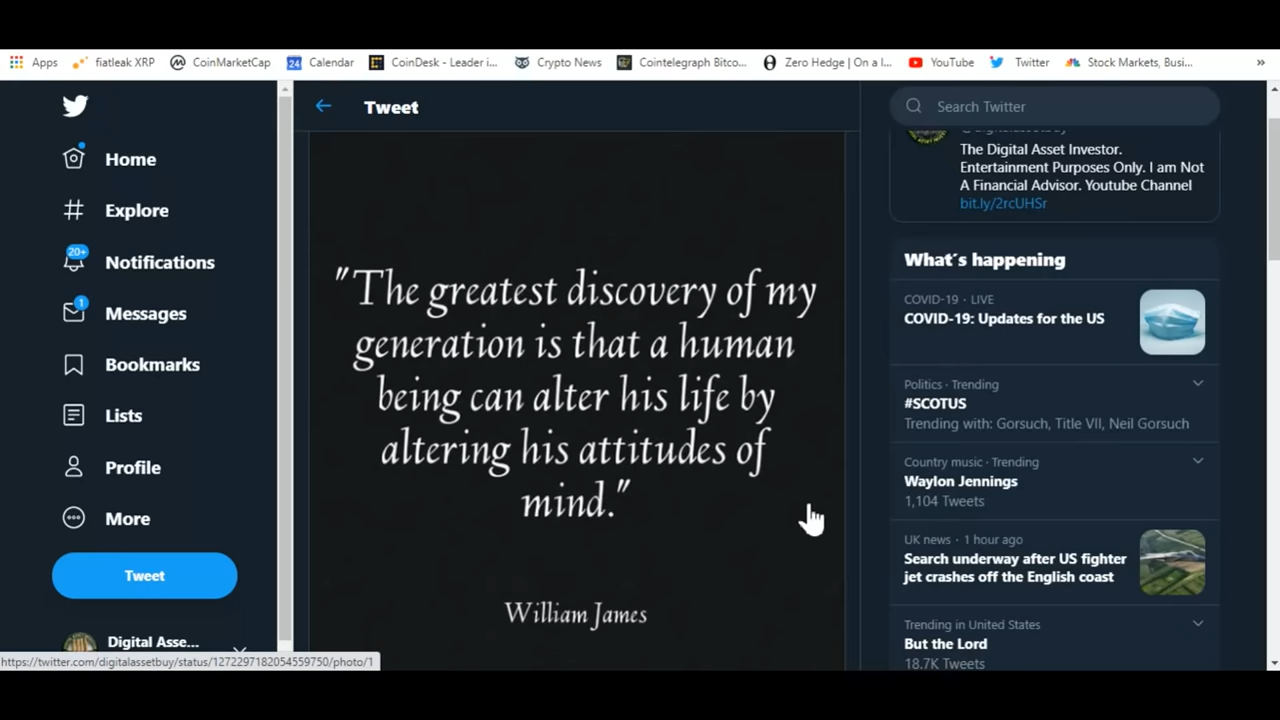 Apps
fiatleak XRP
CoinMarketCap
24
Calendar
CoinDesk - Leader i...
Crypto News
Cointelegraph Bitco...
Zero Hedge | On a l...
YouTube
Twitter
Stock Markets, Busi...
»
Home
Explore
20+
Notifications
1
Messages
Bookmarks
Lists
Profile
More
Tweet
Digital Asse...
https://twitter.com/digitalassetbuy/status/1272297182054559750/photo/1
Tweet
"The greatest discovery of my
generation is that a human
being can alter his life by
altering his attitudes of
mind."
William James
Search Twitter
@digitalassetbuy
The Digital Asset Investor.
Entertainment Purposes Only. I am Not
A Financial Advisor. Youtube Channel
bit.ly/2rcUHSr
What's happening
COVID-19 · LIVE
COVID-19: Updates for the US
Politics · Trending
#SCOTUS
Trending with: Gorsuch, Title VII, Neil Gorsuch
Country music · Trending
Waylon Jennings
1,104 Tweets
UK news · 1 hour ago
Search underway after US fighter
jet crashes off the English coast
Trending in United States
But the Lord
18.7K Tweets